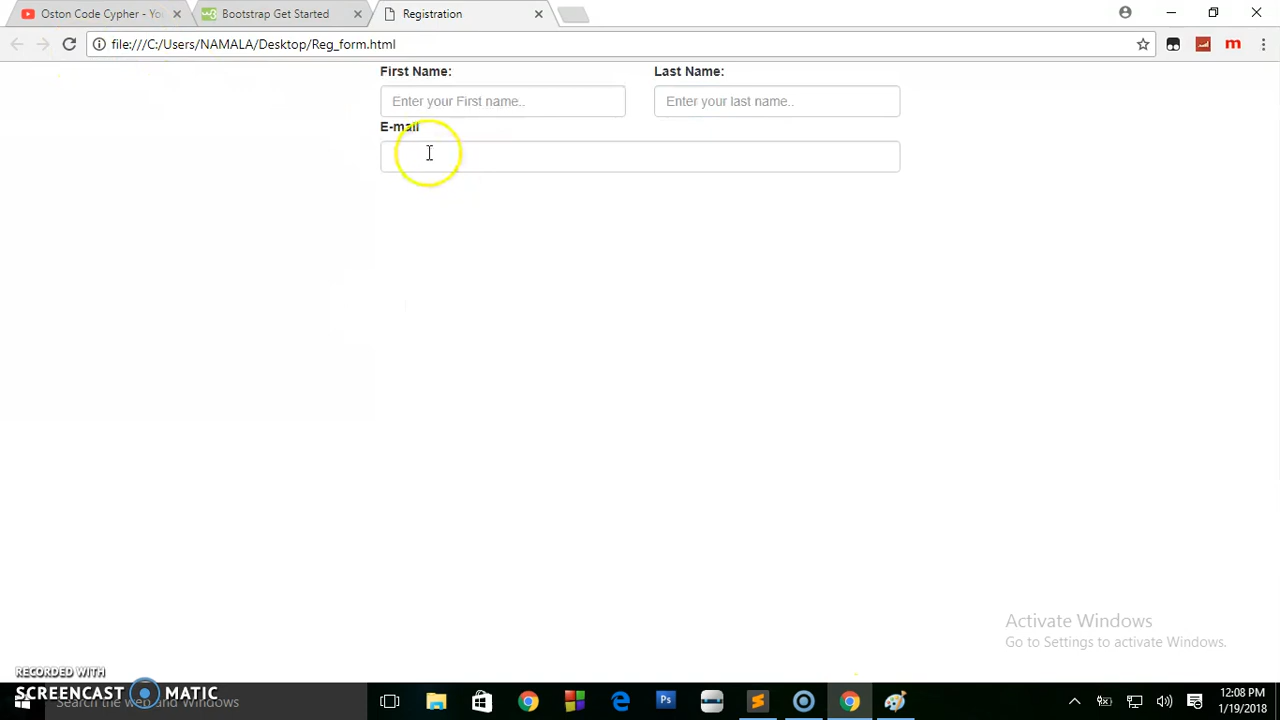 Oston Code Cypher - You
Bootstrap Get Started
Registration
file:///C:/Users/NAMALA/Desktop/Reg_form.html
First Name:
Last Name:
Enter your First name..
Enter your last name..
E-mail
Activate Windows
Go to Settings to activate Windows.
RECORDED WITH
SCREENCAST MATIC
Search the web and Windows
Ps
12:08 PM
1/19/2018